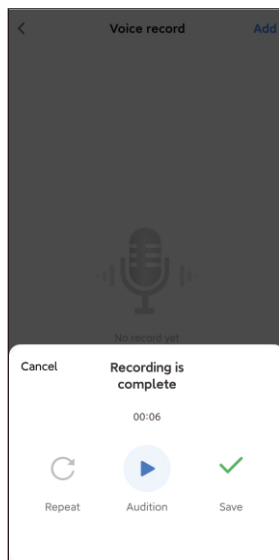 Voice record Add
No record yet
Cancel Recording is
complete
00:06
Repeat Audition Save